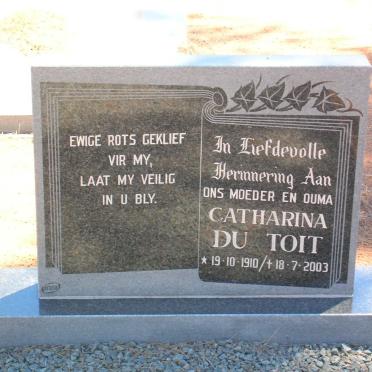 EWIGE ROTS GEKLIEF
VIR MY,
LAAT MY VEILIG
IN U BLY.
In Liefdevolle
Herinnering Aan
ONS MOEDER EN OUMA
CATHARINA
DU TOIT
★ 19-10-1910/✝18-7-2003